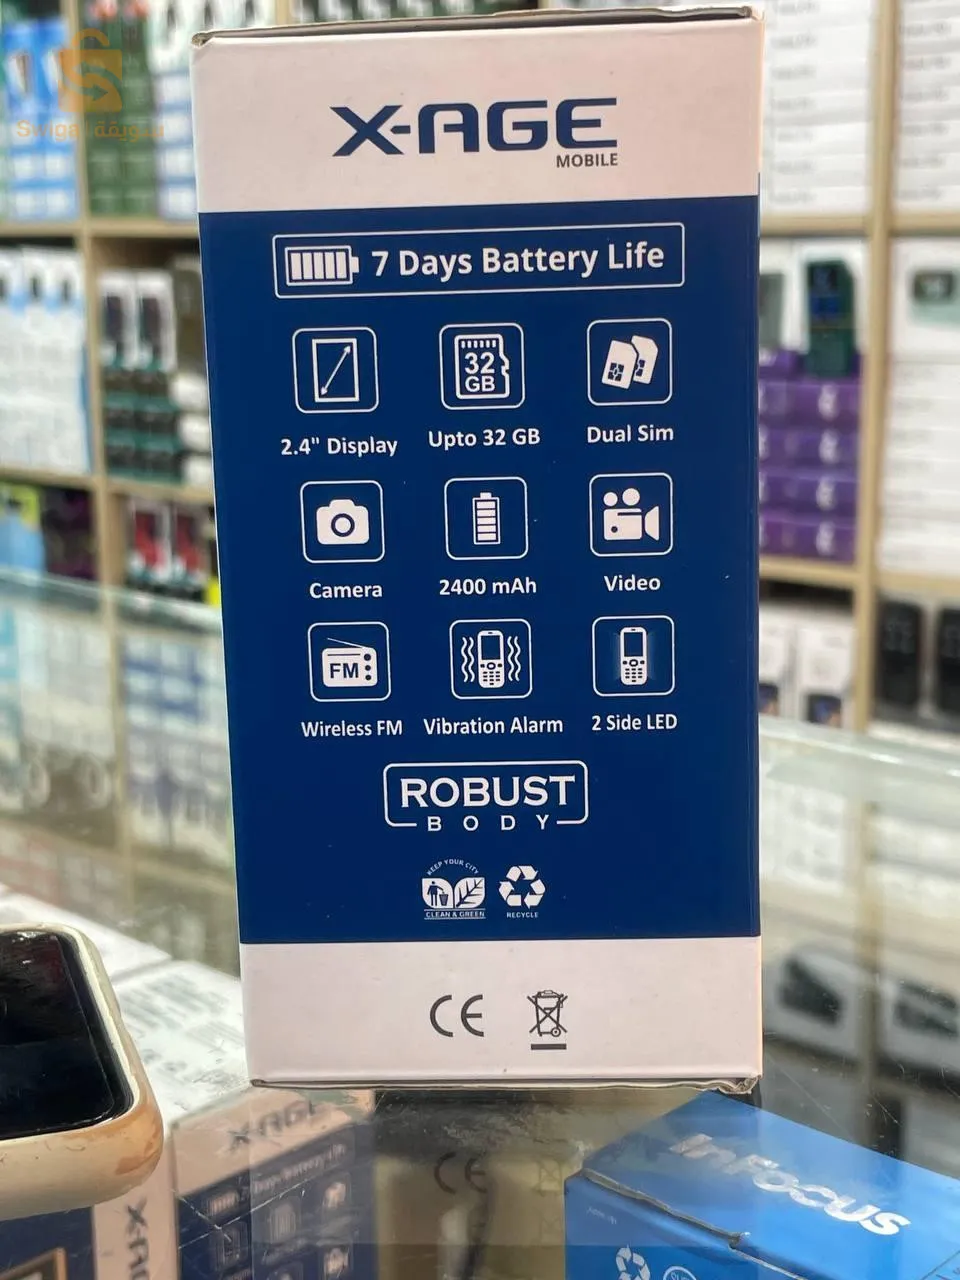 X-AGE
MOBILE
7 Days Battery Life
32
GB
2.4" Display
Upto 32 GB
Dual Sim
Camera
2400 mAh
Video
FM
Wireless FM
Vibration Alarm
2 Side LED
ROBUST
BODY
KEEP YOUR CITY
CLEAN & GREEN
RECYCLE
CE
InFocus